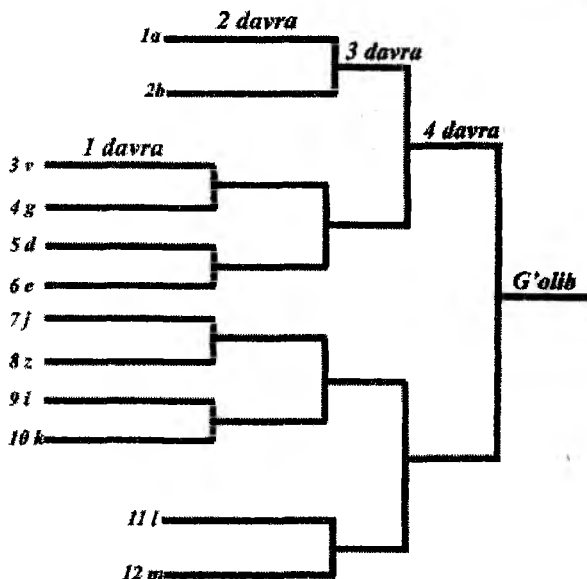 2 davra
1a
3 davra
2b
4 davra
1 davra
3 v
4 g
5 d
6 e
G'olib
7 j
8 z
9 i
10 k
11 l
12 m